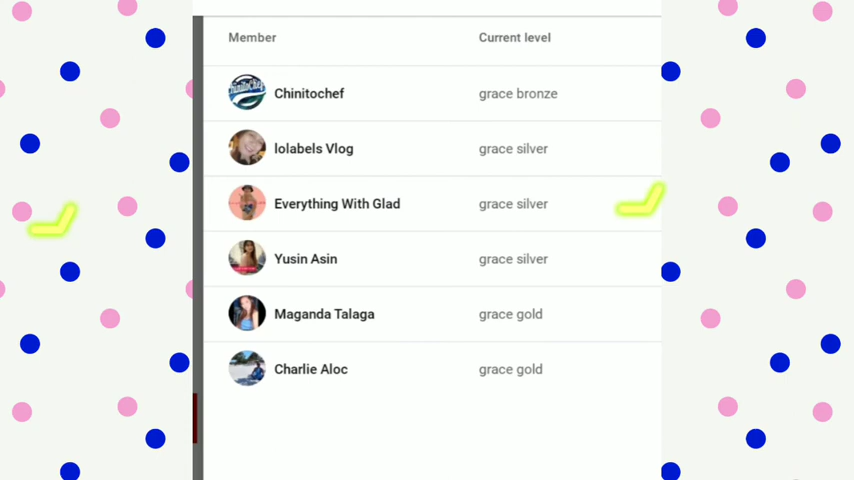 Member Current level
Chinitochef grace bronze
lolabels Vlog grace silver
Everything With Glad grace silver
Yusin Asin grace silver
Maganda Talaga grace gold
Charlie Aloc grace gold